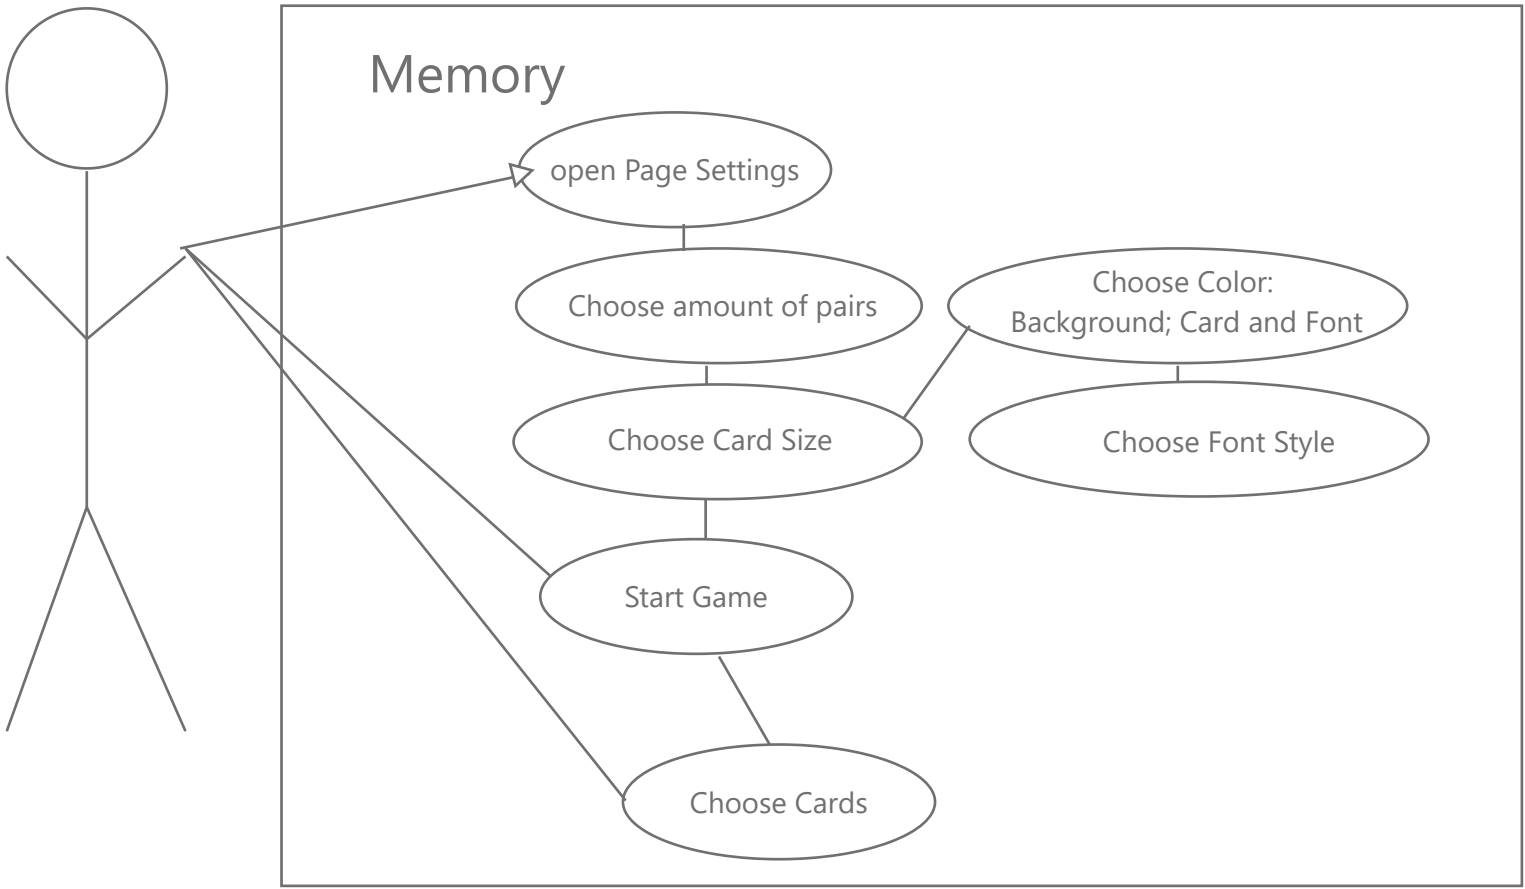 Memory
open Page Settings
Choose amount of pairs
Choose Color:
Background; Card and Font
Choose Card Size
Choose Font Style
Start Game
Choose Cards